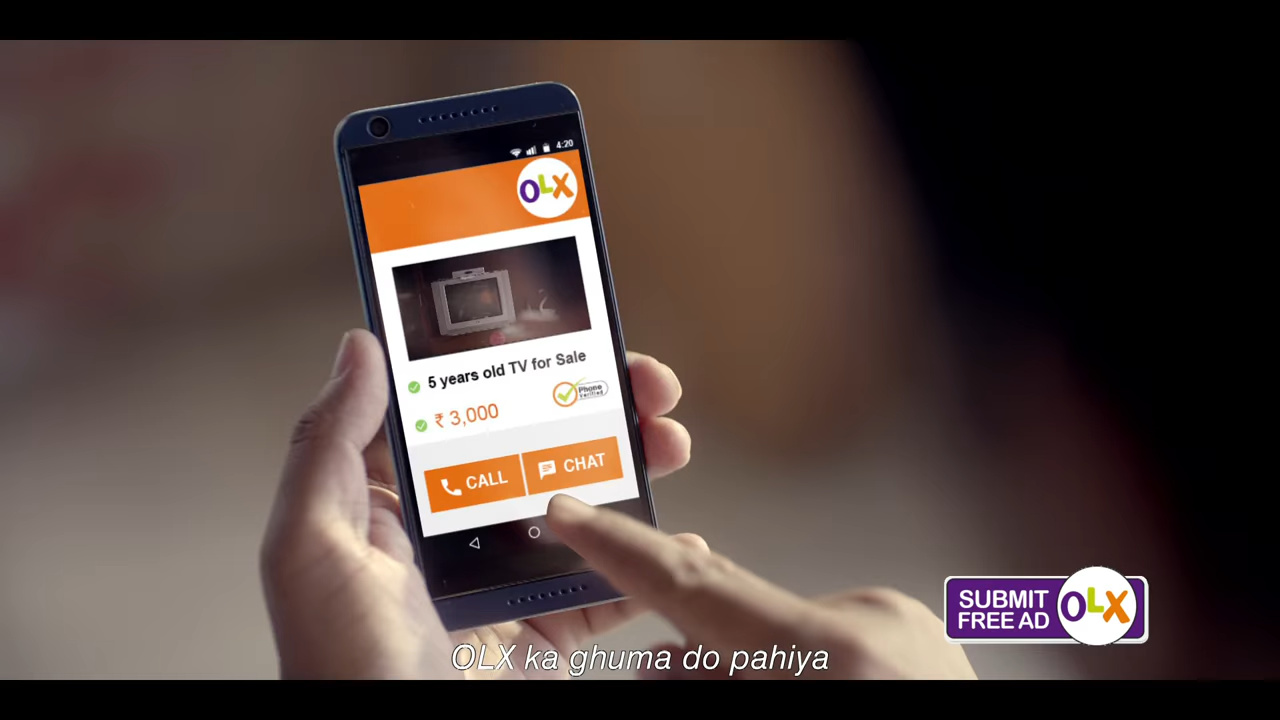 4:20
OLX
5 years old TV for Sale
Phone
Verified
₹ 3,000
CALL
CHAT
SUBMIT
FREE AD
OLX
OLX ka ghuma do pahiya